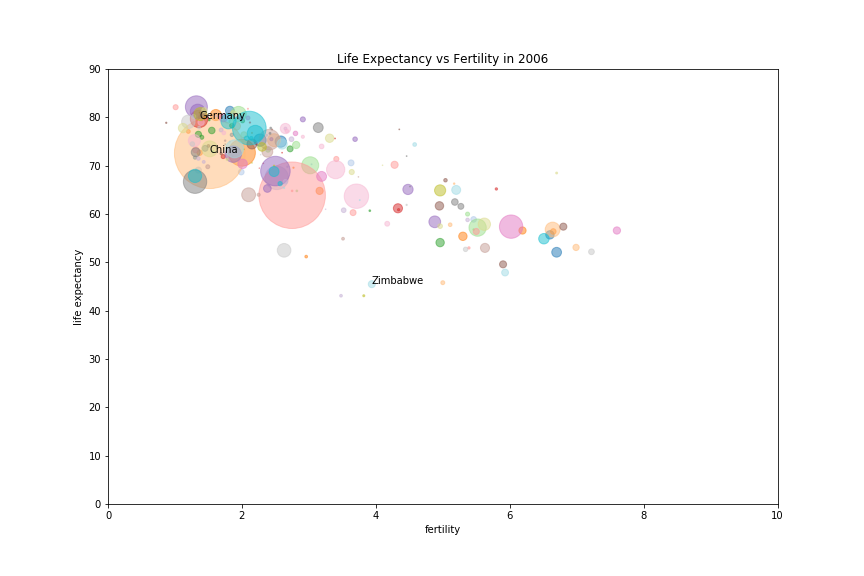 Life Expectancy vs Fertility in 2006
90
80
70
60
50
40
30
20
10
0
life expectancy
Germany
China
Zimbabwe
0 2 4 6 8 10
fertility